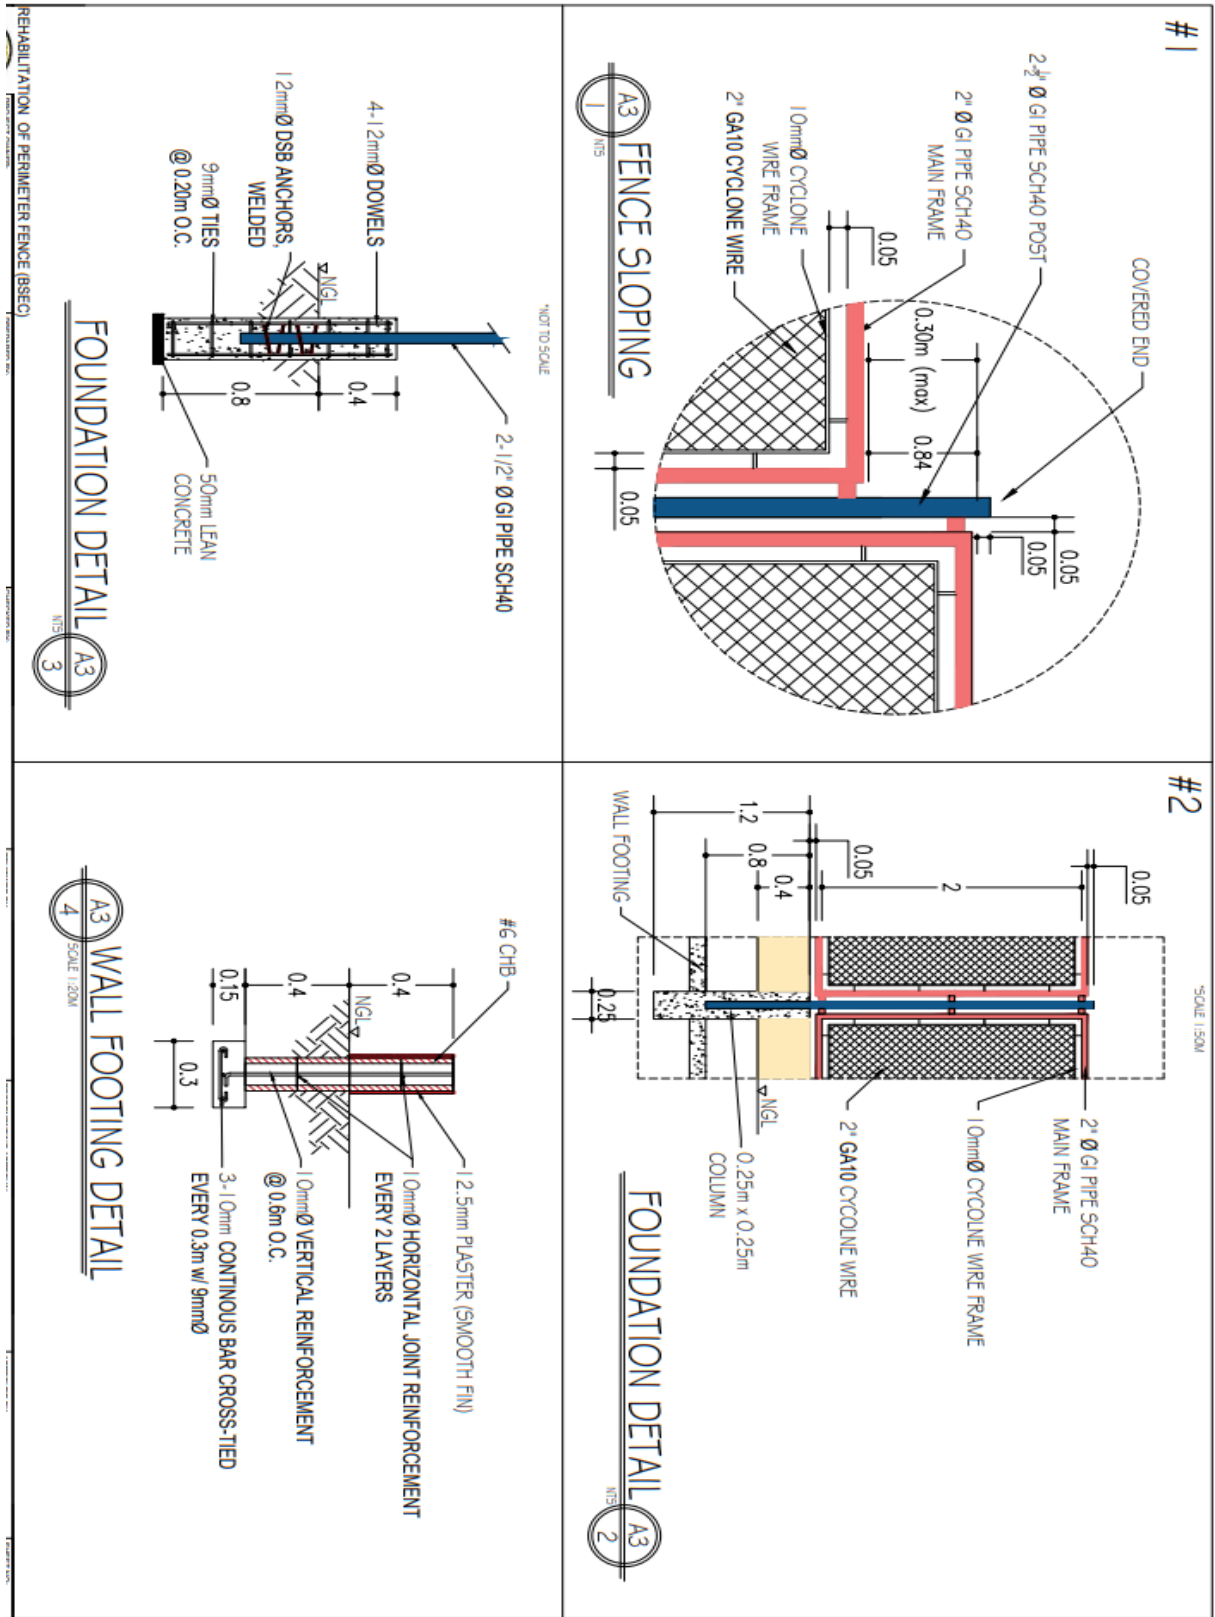 #1
COVERED END
2-½" Ø GI PIPE SCH40 POST
2" Ø GI PIPE SCH40
MAIN FRAME
10mmØ CYCLONE
WIRE FRAME
2" GA10 CYCLONE WIRE
0.05
0.30m (max)
0.84
0.05
0.05
0.05
A3
1
FENCE SLOPING
NTS
#2
*SCALE 1:50M
0.05
2
0.05
0.4
0.8
1.2
WALL FOOTING
0.25
NGL
2" Ø GI PIPE SCH40
MAIN FRAME
10mmØ CYCOLNE WIRE FRAME
2" GA10 CYCOLNE WIRE
0.25m x 0.25m
COLUMN
FOUNDATION DETAIL
A3
2
NTS
*NOT TO SCALE
4-12mmØ DOWELS
12mmØ DSB ANCHORS,
WELDED
9mmØ TIES
@ 0.20m O.C.
NGL
0.4
0.8
2-1/2" Ø GI PIPE SCH40
50mm LEAN
CONCRETE
FOUNDATION DETAIL
A3
3
NTS
#6 CHB
0.4
NGL
0.4
0.15
0.3
12.5mm PLASTER (SMOOTH FIN)
10mmØ HORIZONTAL JOINT REINFORCEMENT
EVERY 2 LAYERS
10mmØ VERTICAL REINFORCEMENT
@ 0.6m O.C.
3-10mm CONTINOUS BAR CROSS-TIED
EVERY 0.3m w/ 9mmØ
A3
4
WALL FOOTING DETAIL
SCALE 1:20M
REHABILITATION OF PERIMETER FENCE (BSEC)